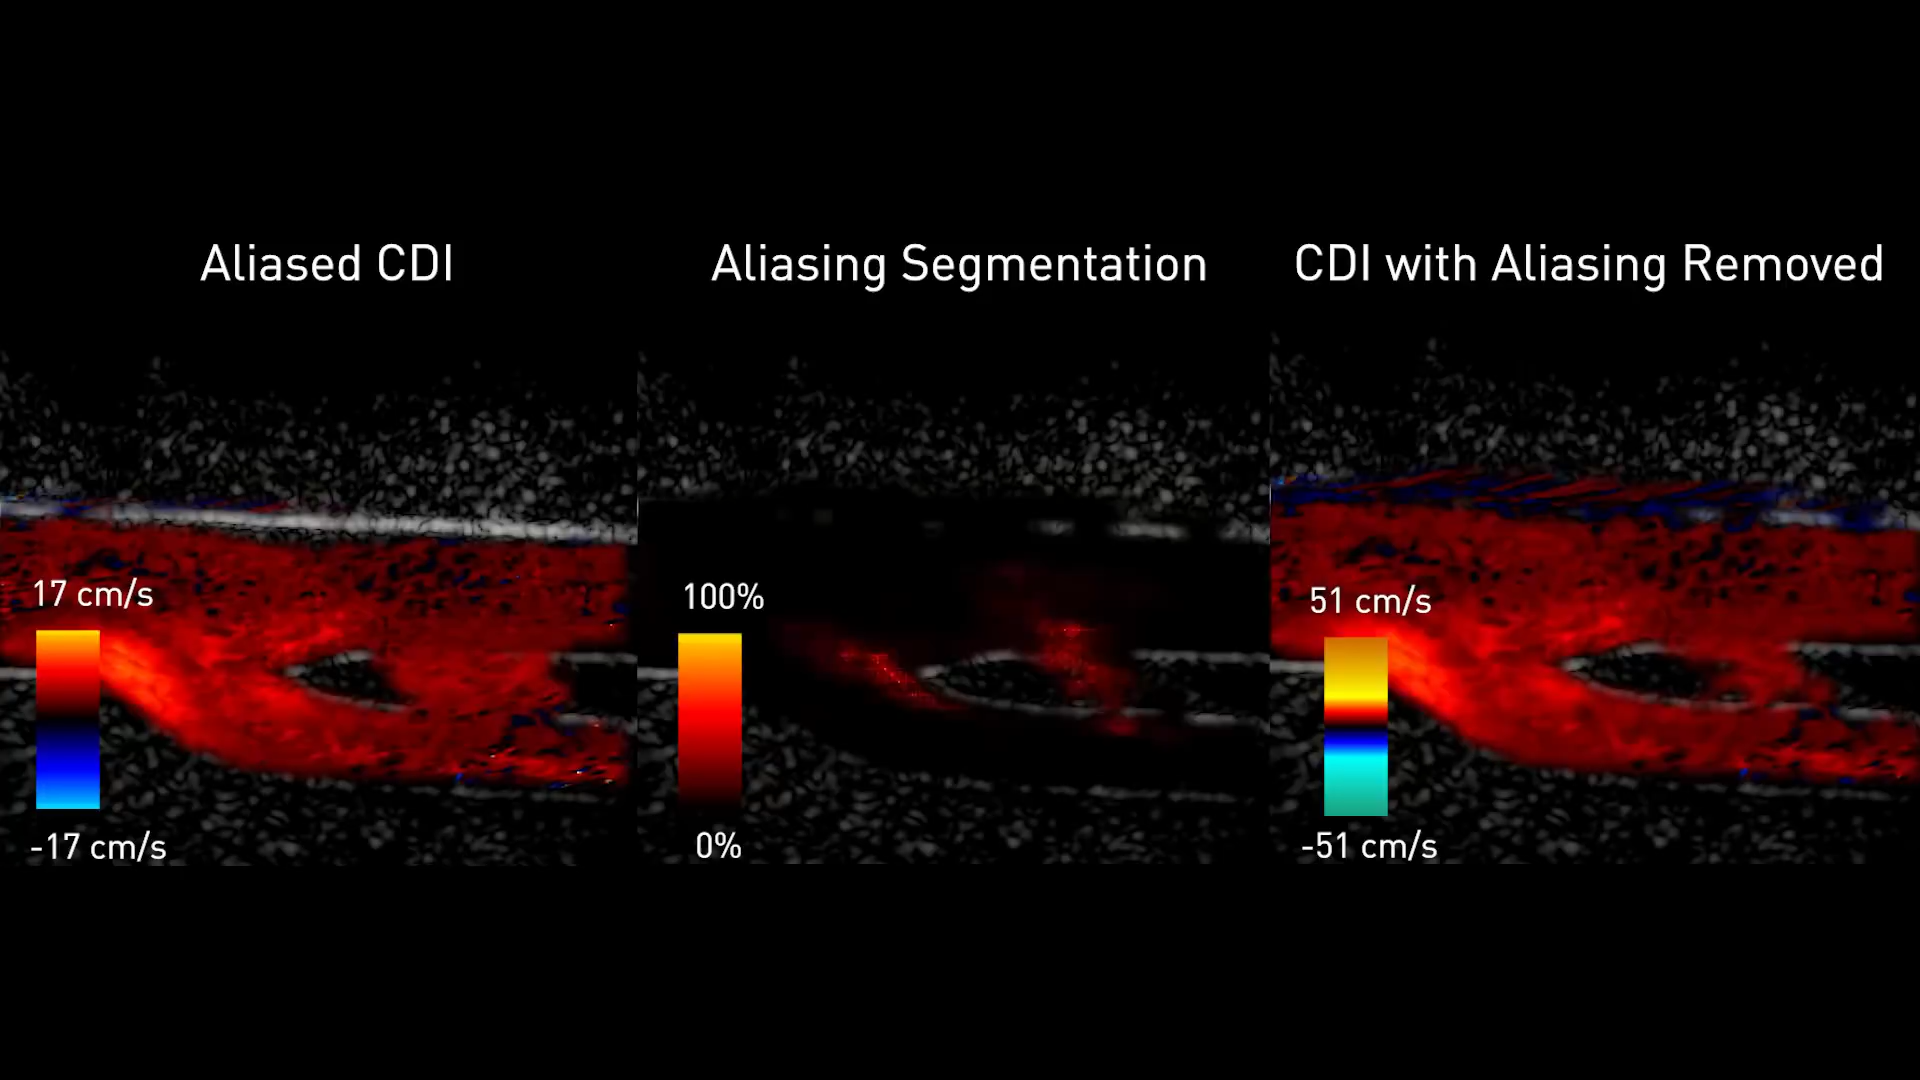 Aliased CDI
Aliasing Segmentation
CDI with Aliasing Removed
17 cm/s
-17 cm/s
100%
0%
51 cm/s
-51 cm/s